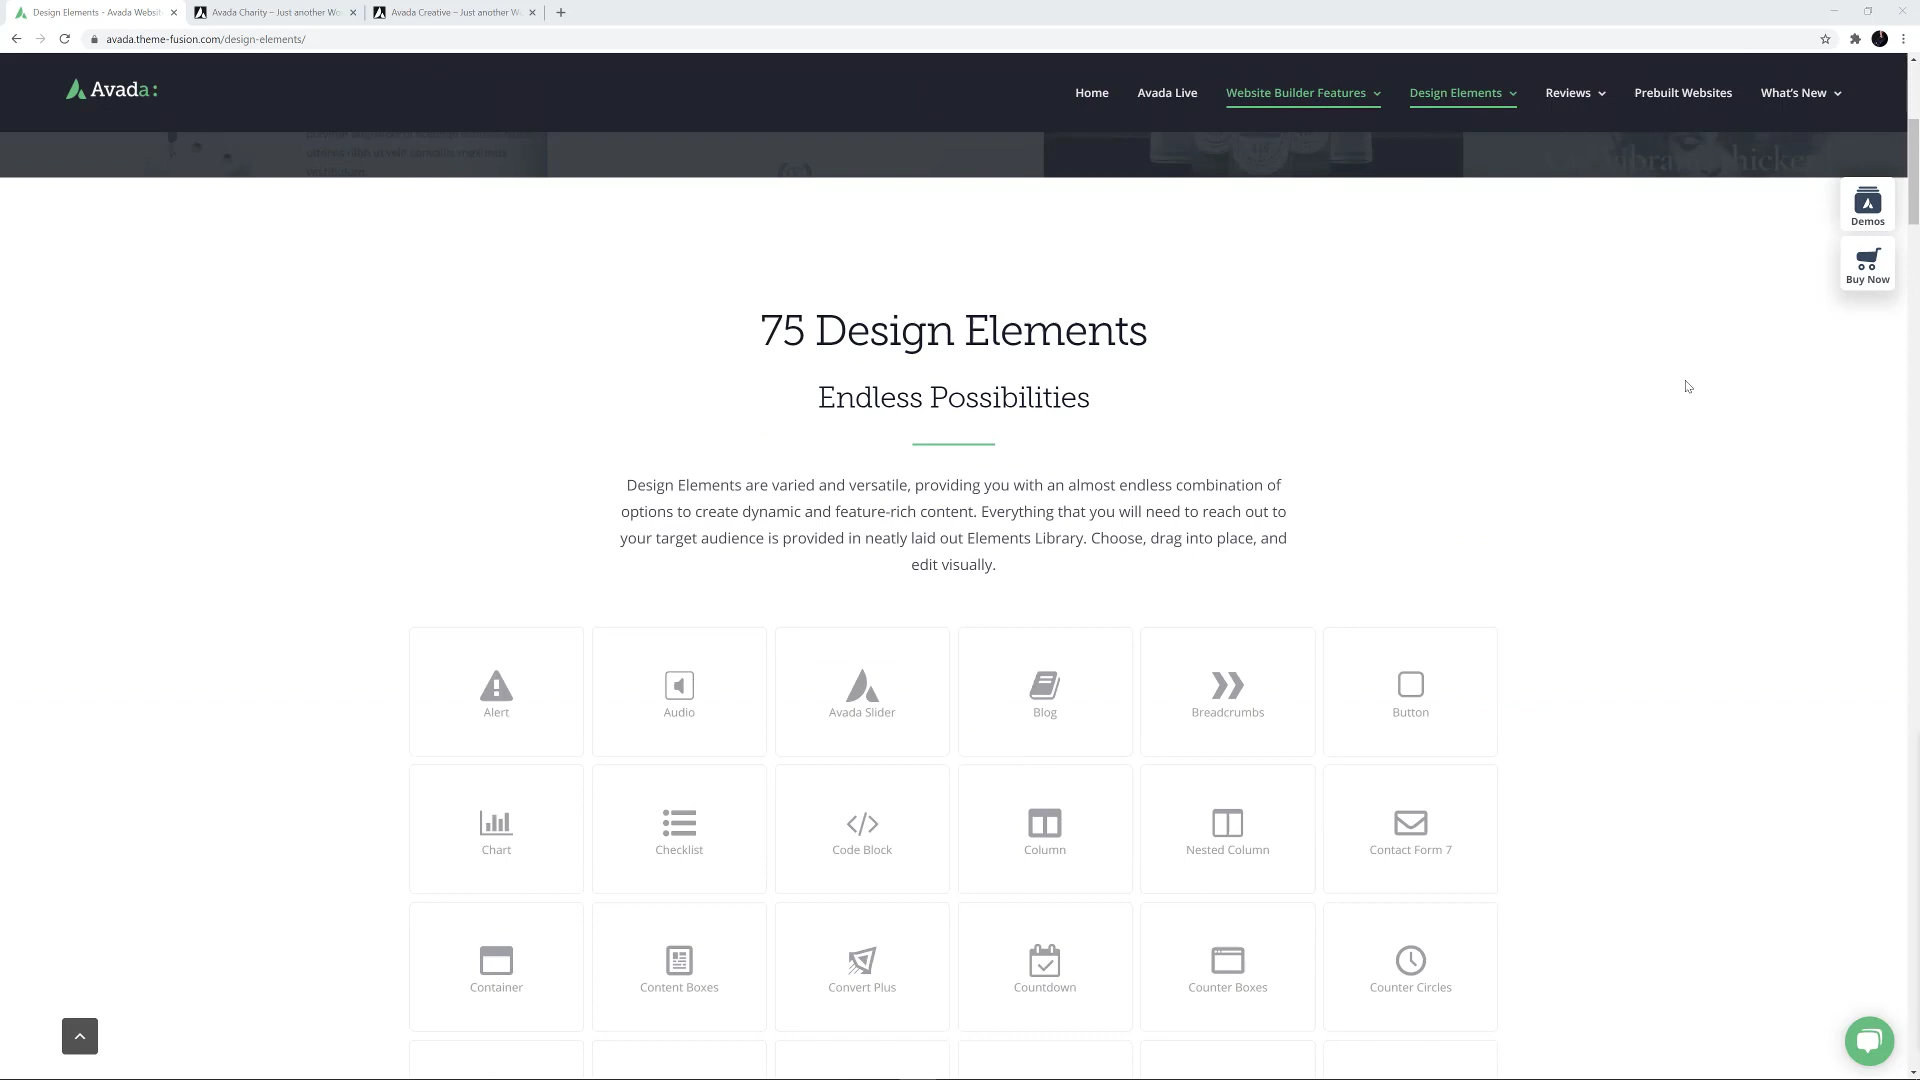 Design Elements - Avada Websit
Avada Charity – Just another Wo
Avada Creative – Just another W
avada.theme-fusion.com/design-elements/
Avada:
Home
Avada Live
Website Builder Features
Design Elements
Reviews
Prebuilt Websites
What's New
Demos
Buy Now
75 Design Elements
Endless Possibilities
Design Elements are varied and versatile, providing you with an almost endless combination of
options to create dynamic and feature-rich content. Everything that you will need to reach out to
your target audience is provided in neatly laid out Elements Library. Choose, drag into place, and
edit visually.
Alert
Audio
Avada Slider
Blog
Breadcrumbs
Button
Chart
Checklist
Code Block
Column
Nested Column
Contact Form 7
Container
Content Boxes
Convert Plus
Countdown
Counter Boxes
Counter Circles